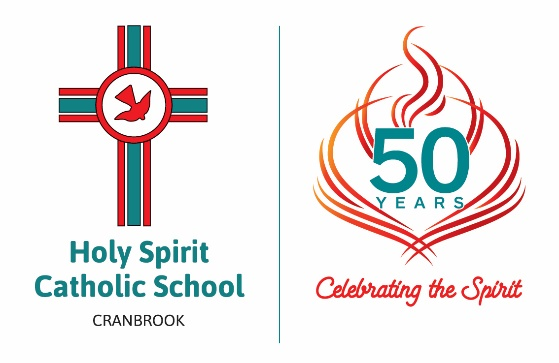 Holy Spirit
Catholic School
CRANBROOK
50
YEARS
Celebrating the Spirit